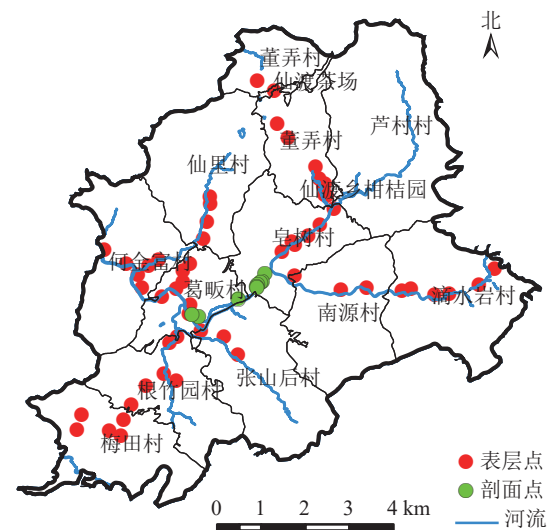 北
董弄村
仙渡茶场
董弄村
芦村村
仙里村
仙渡乡柑桔园
皂树村
何金富村
葛畈村
南源村
滴水岩村
张山后村
根竹园村
梅田村
表层点
剖面点
河流
0 1 2 3 4 km